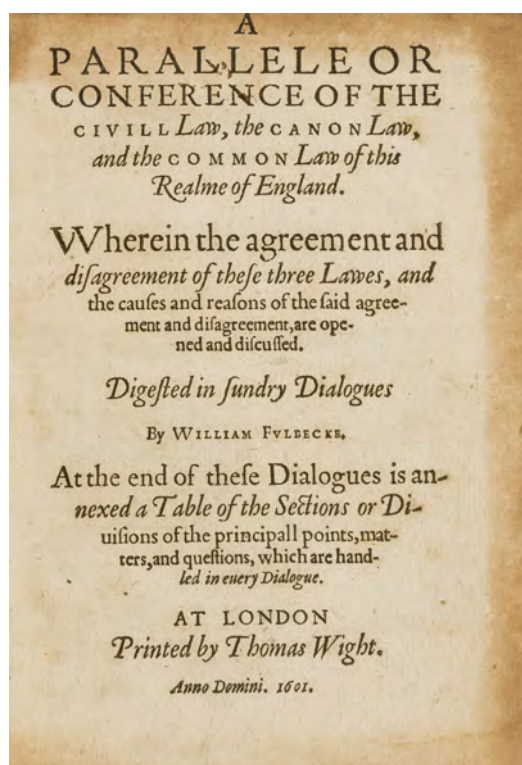 A
PARALLELE OR
CONFERENCE OF THE
CIVILL Law, the CANON Law,
and the COMMON Law of this
Realme of England.
VVherein the agreement and
diſagreement of theſe three Lawes, and
the cauſes and reaſons of the ſaid agree-
ment and diſagreement, are ope-
ned and diſcuſſed.
Digeſted in ſundry Dialogues
By WILLIAM FVLBECKE.
At the end of theſe Dialogues is an-
nexed a Table of the Sections or Di-
uiſions of the principall points, mat-
ters, and queſtions, which are hand-
led in euery Dialogue.
AT LONDON
Printed by Thomas Wight.
Anno Domini. 1601.